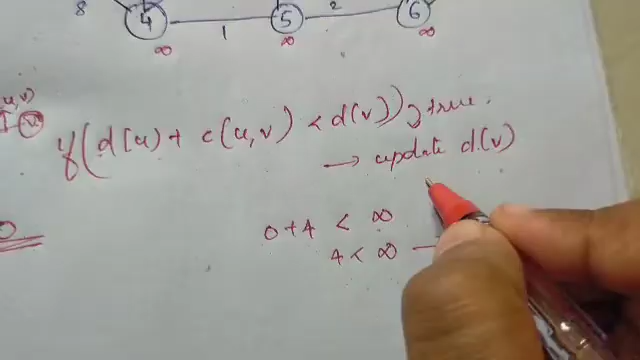 8 4 1 5 2 6
∞ ∞ ∞
u, v)
v
if (d(u) + c(u,v) < d(v)) } true.
→ update d(v)
0 + 4 < ∞
4 < ∞ —